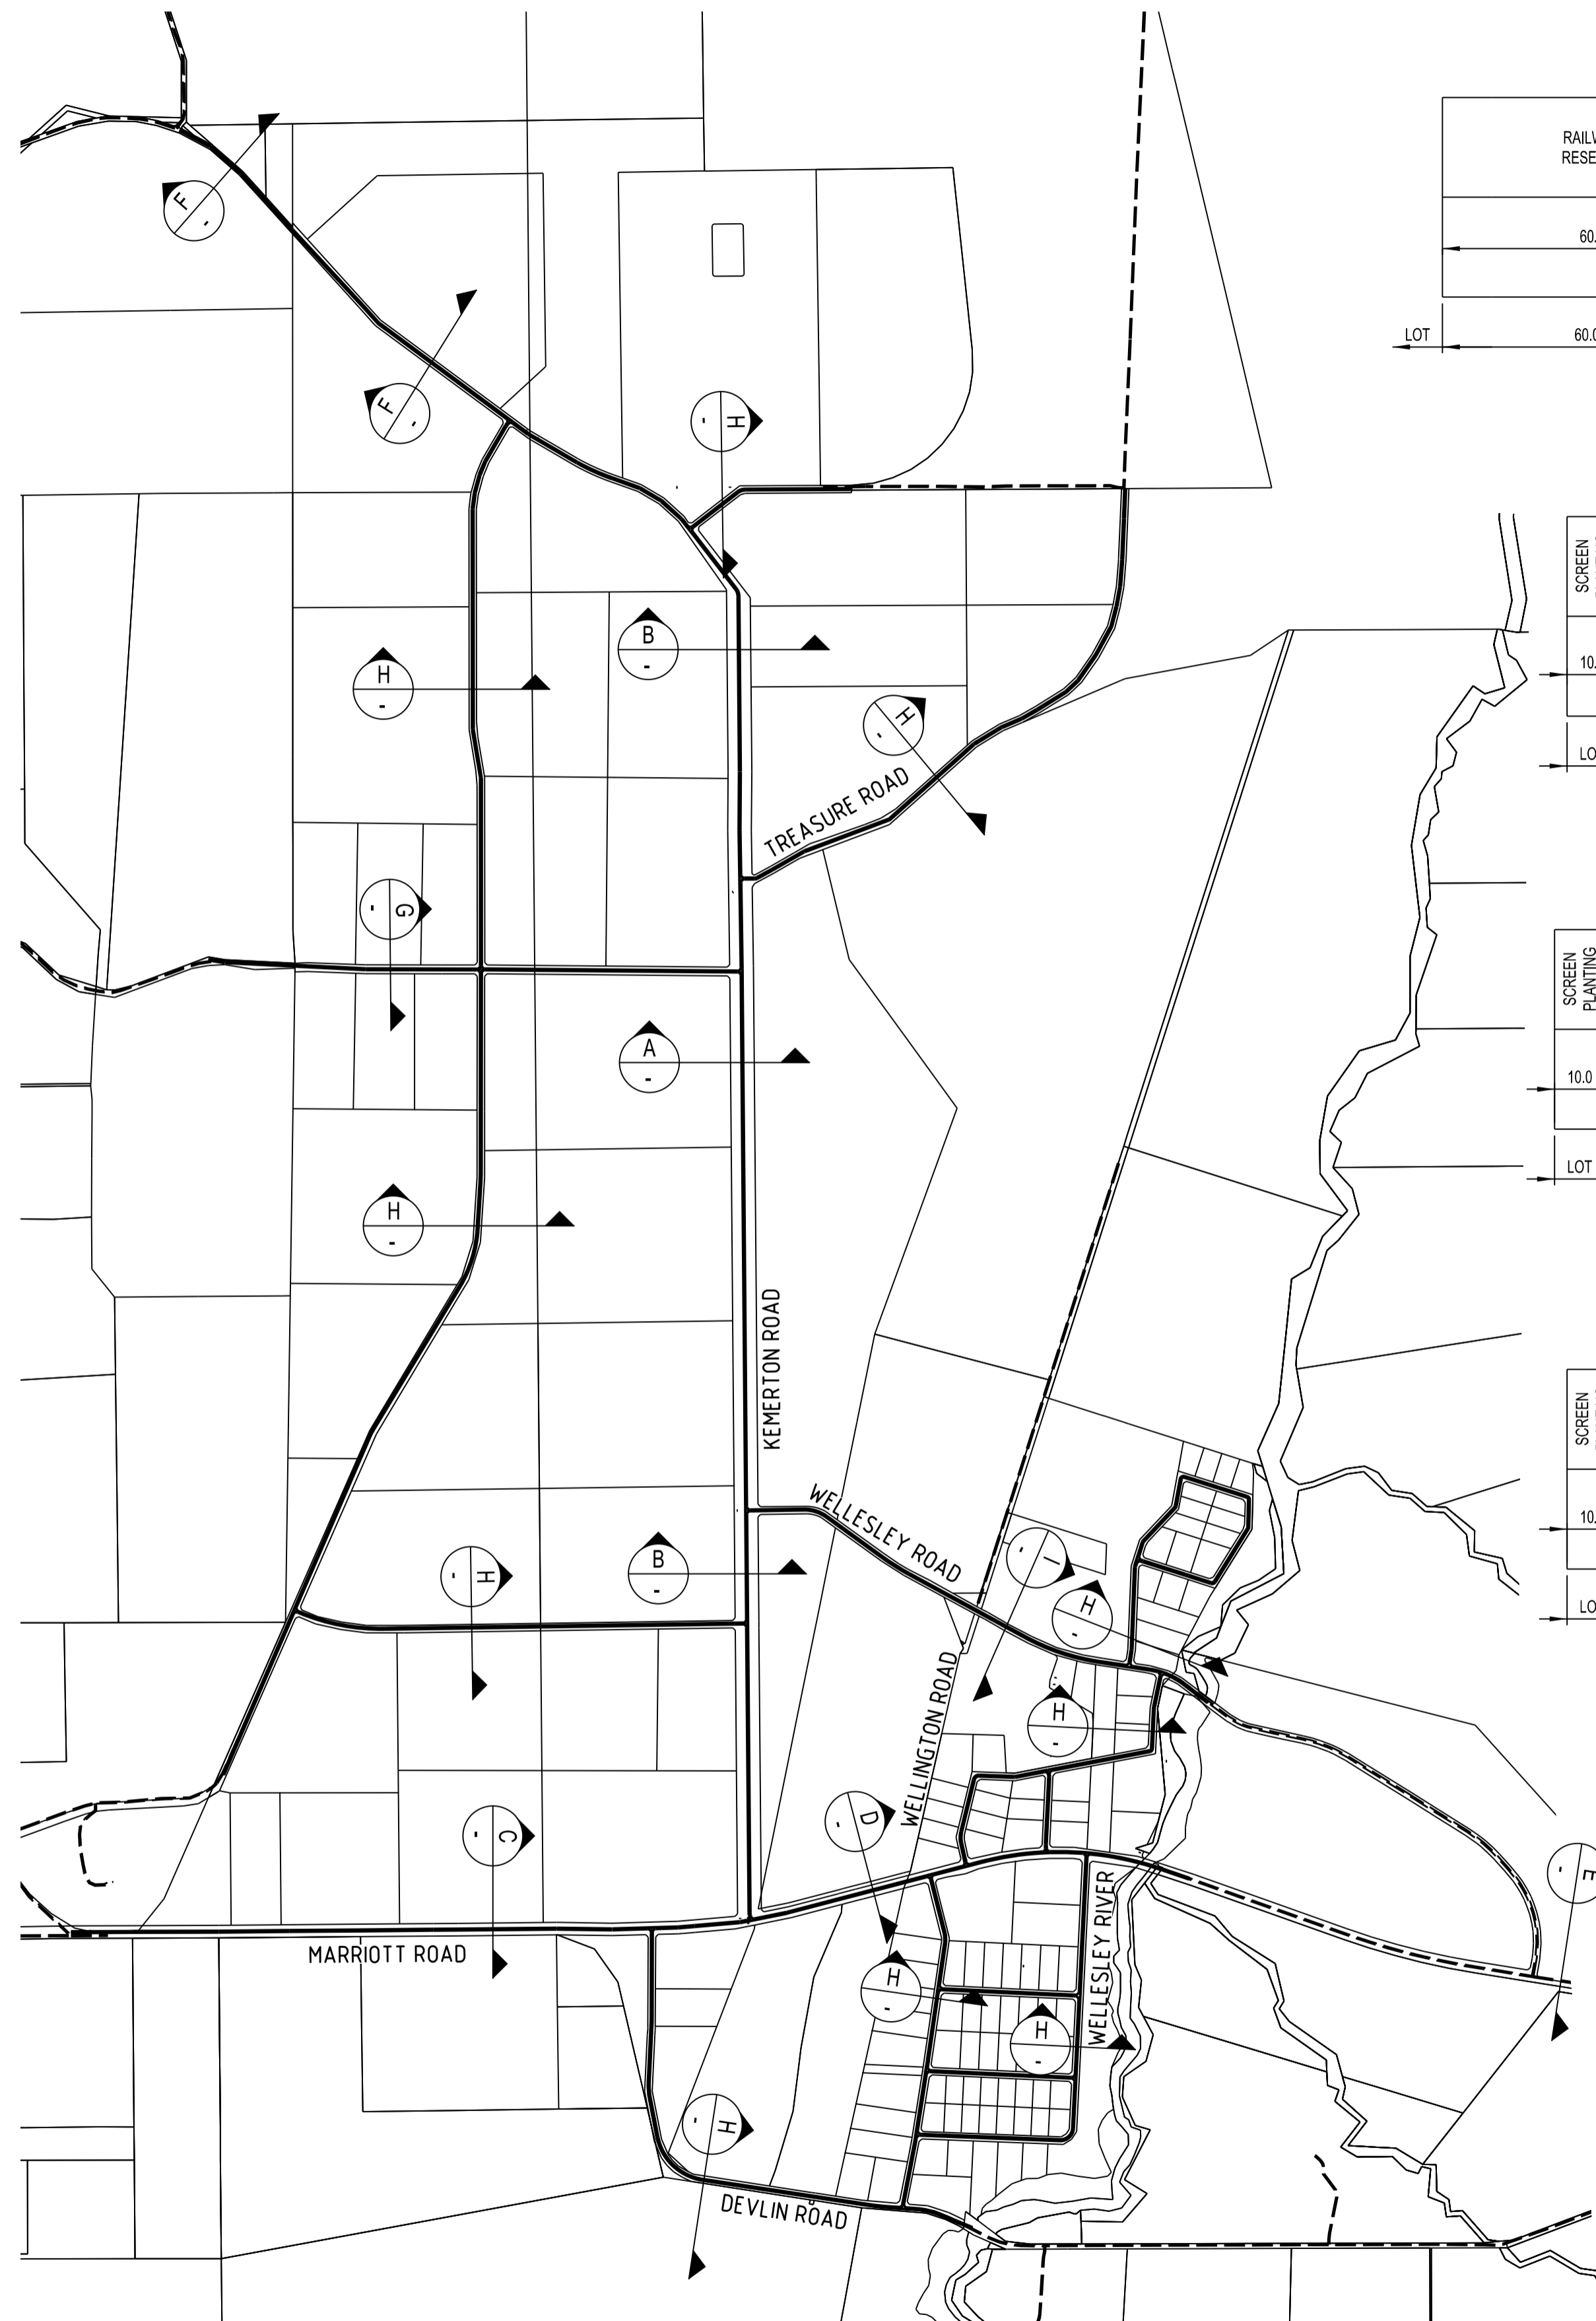 RAILW
RESE
60.
LOT
60.0
F
-
F
-
H
-
SCREEN
10.
LO
B
-
H
-
H
-
TREASURE ROAD
G
-
SCREEN
PLANTING
10.0
LOT
A
-
H
-
KEMERTON ROAD
SCREEN
10.
LO
WELLESLEY ROAD
H
-
B
-
I
-
H
-
WELLINGTON ROAD
H
-
C
-
D
-
E
-
MARRIOTT ROAD
WELLESLEY RIVER
H
-
H
-
H
-
DEVLIN ROAD